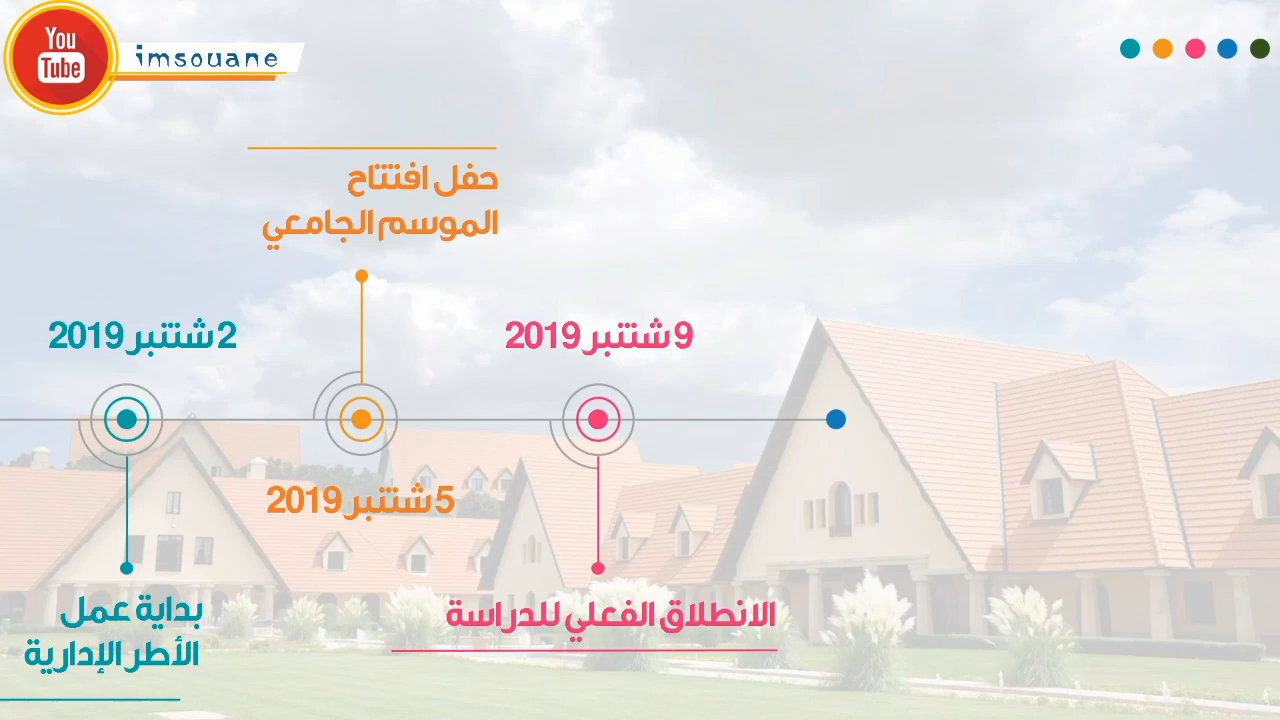 You
Tube
imsouane
حفل افتتاح
الموسم الجامعي
2 شتنبر 2019
9 شتنبر 2019
5 شتنبر 2019
بداية عمل
الأطر الإدارية
الانطلاق الفعلي للدراسة